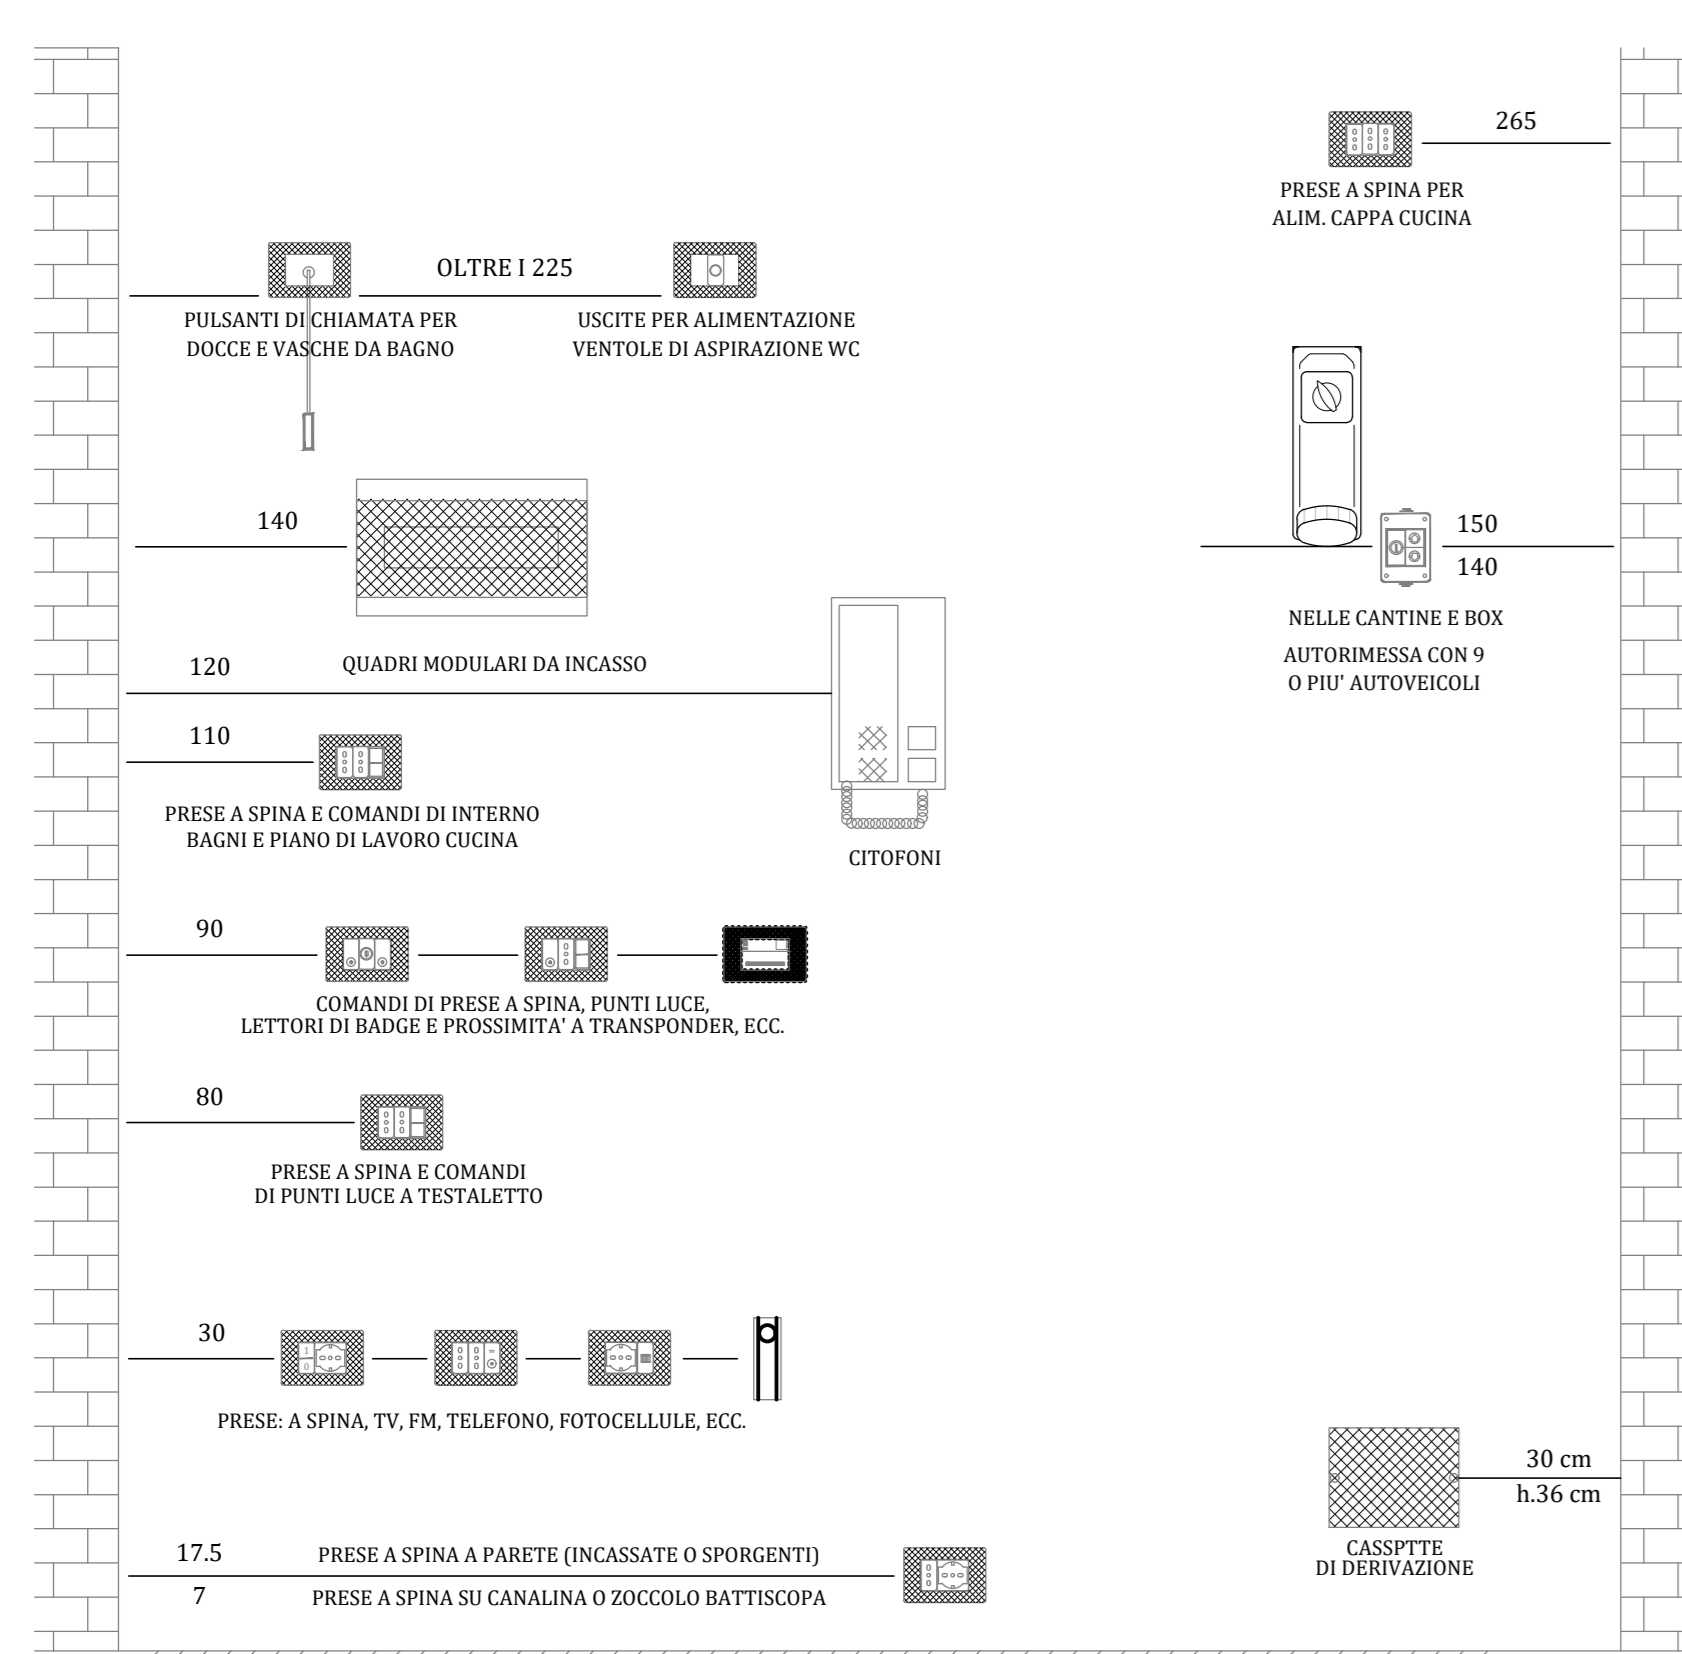 265
PRESE A SPINA PER
ALIM. CAPPA CUCINA
OLTRE I 225
PULSANTI DI CHIAMATA PER
DOCCE E VASCHE DA BAGNO
USCITE PER ALIMENTAZIONE
VENTOLE DI ASPIRAZIONE WC
140
QUADRI MODULARI DA INCASSO
150
140
NELLE CANTINE E BOX
AUTORIMESSA CON 9
O PIU' AUTOVEICOLI
120
CITOFONI
110
PRESE A SPINA E COMANDI DI INTERNO
BAGNI E PIANO DI LAVORO CUCINA
90
COMANDI DI PRESE A SPINA, PUNTI LUCE,
LETTORI DI BADGE E PROSSIMITA' A TRANSPONDER, ECC.
80
PRESE A SPINA E COMANDI
DI PUNTI LUCE A TESTALETTO
30
1
0
TV
PRESE: A SPINA, TV, FM, TELEFONO, FOTOCELLULE, ECC.
30 cm
h.36 cm
CASSPTTE
DI DERIVAZIONE
17.5
PRESE A SPINA A PARETE (INCASSATE O SPORGENTI)
7
PRESE A SPINA SU CANALINA O ZOCCOLO BATTISCOPA